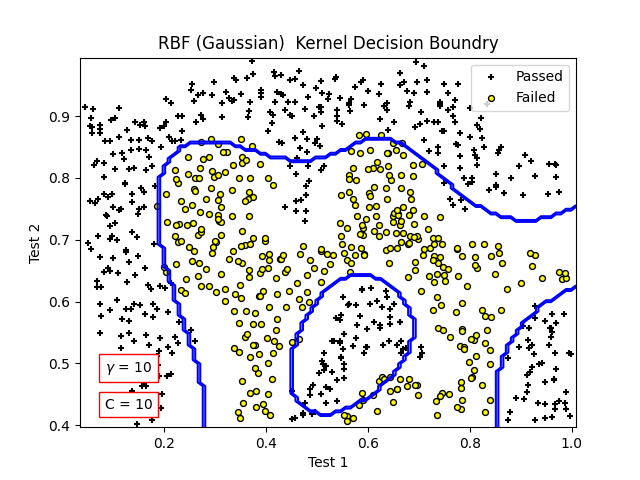 RBF (Gaussian)  Kernel Decision Boundry
Passed
Failed
0.9
0.8
0.7
0.6
0.5
0.4
Test 2
γ = 10
C = 10
0.2
0.4
0.6
0.8
1.0
Test 1